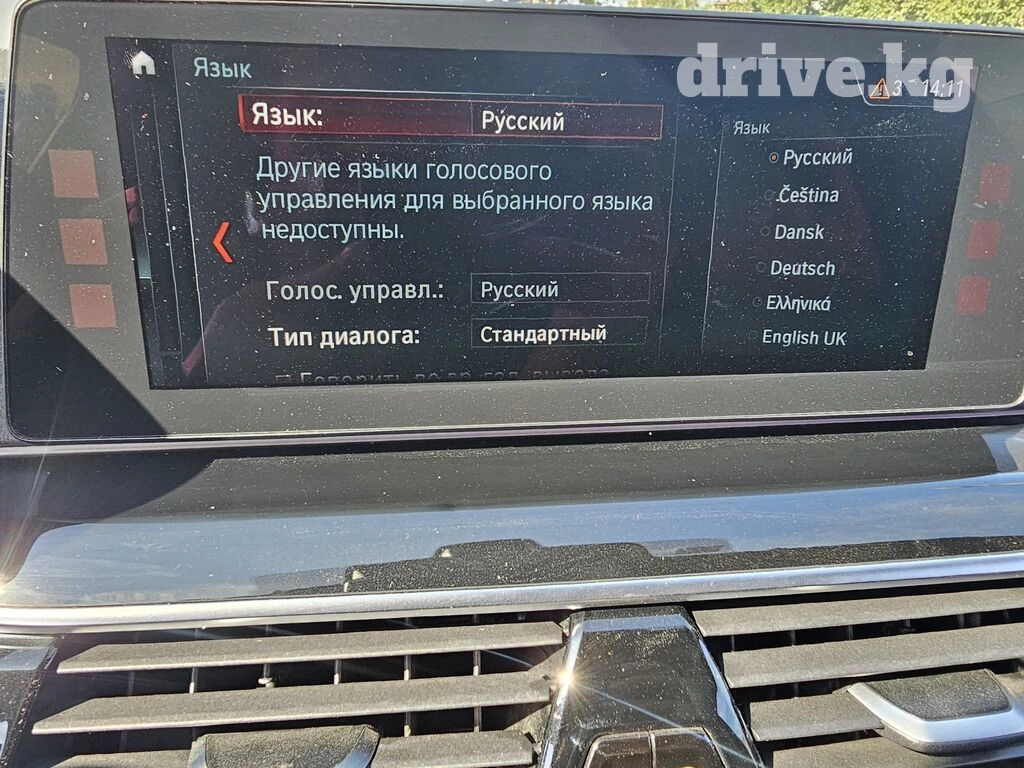 drive.kg
Язык
3
14:11
Язык:
Русский
Другие языки голосового
управления для выбранного языка
недоступны.
Голос. управл.:
Русский
Тип диалога:
Стандартный
Язык
Русский
Čeština
Dansk
Deutsch
Ελληνικά
English UK